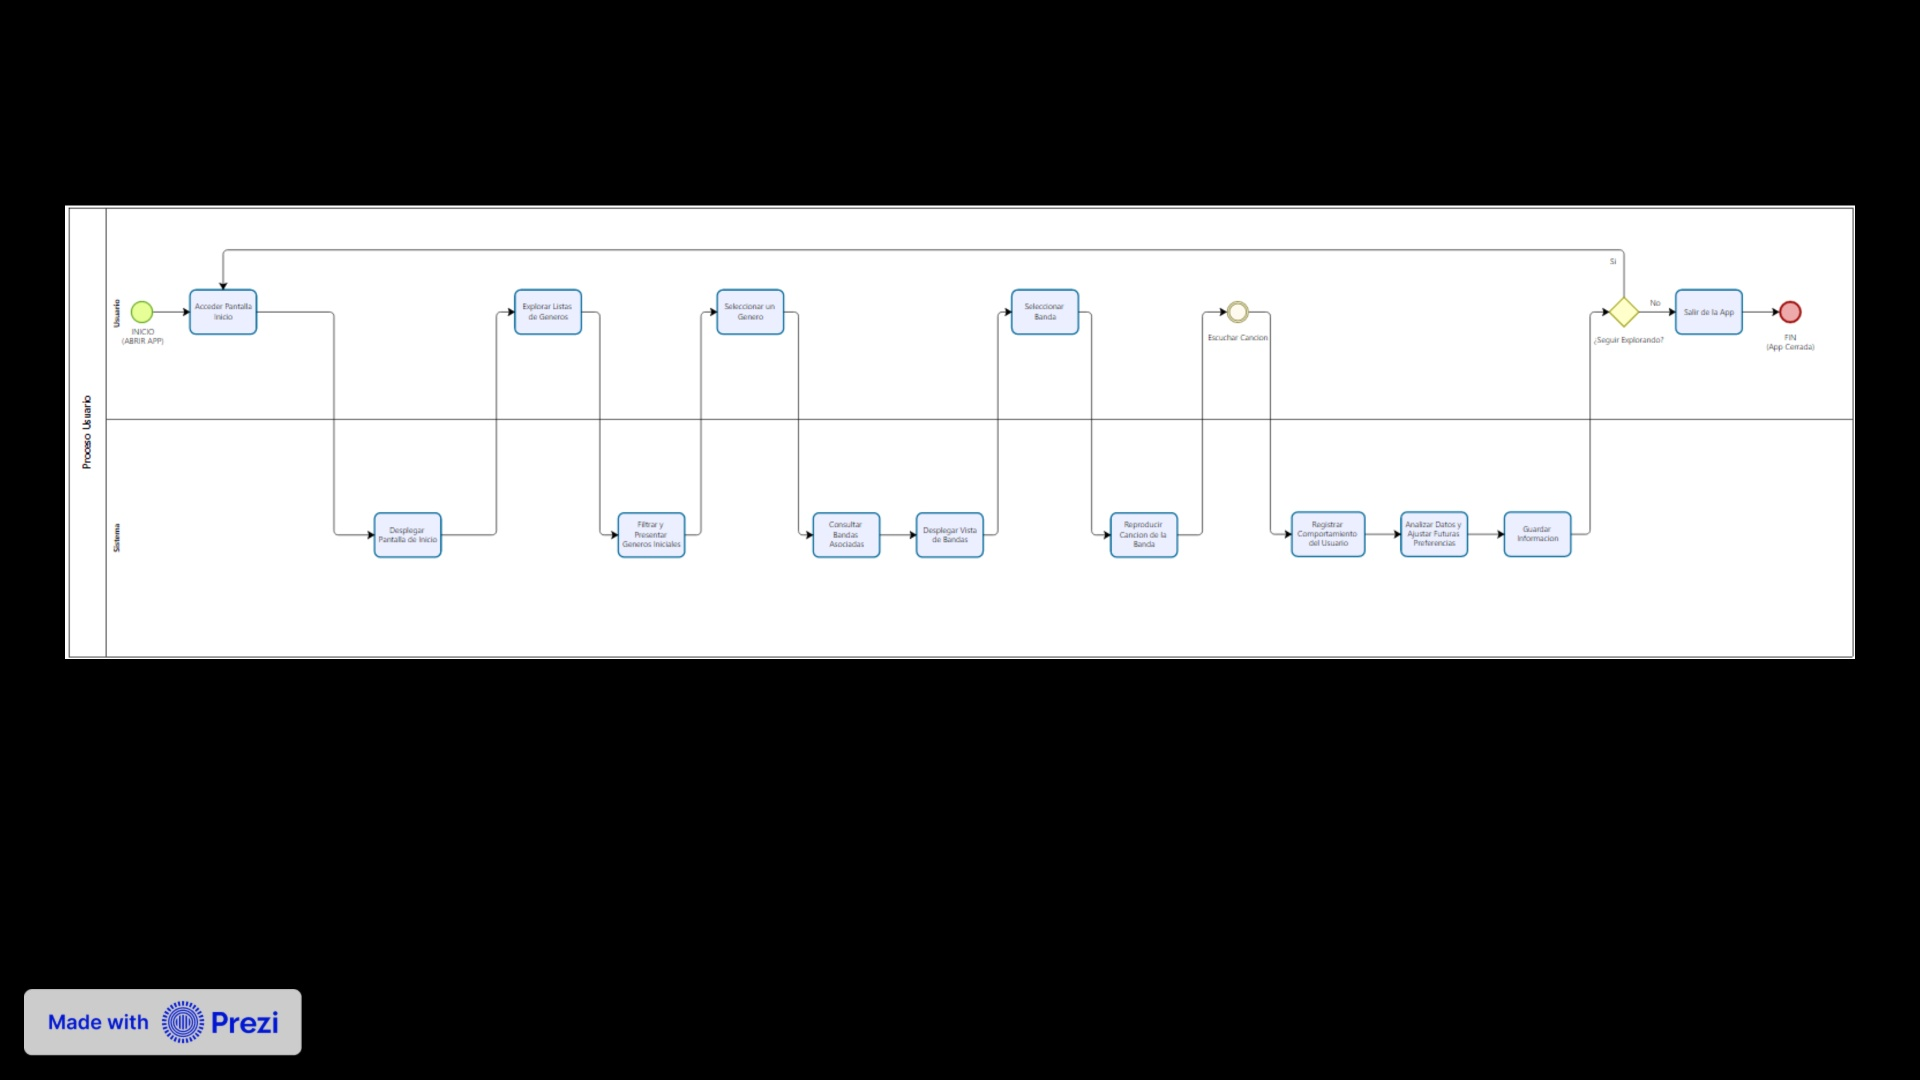 Proceso Usuario
Usuario
INICIO
(ABRIR APP)
Acceder Pantalla
Inicio
Explorar Listas
de Generos
Seleccionar un
Genero
Seleccionar
Banda
Escuchar Cancion
Si
¿Seguir Explorando?
No
Salir de la App
FIN
(App Cerrada)
Sistema
Desplegar
Pantalla de Inicio
Filtrar y
Presentar
Generos Iniciales
Consultar
Bandas
Asociadas
Desplegar Vista
de Bandas
Reproducir
Cancion de la
Banda
Registrar
Comportamiento
del Usuario
Analizar Datos y
Ajustar Futuras
Preferencias
Guardar
Informacion
Made with Prezi